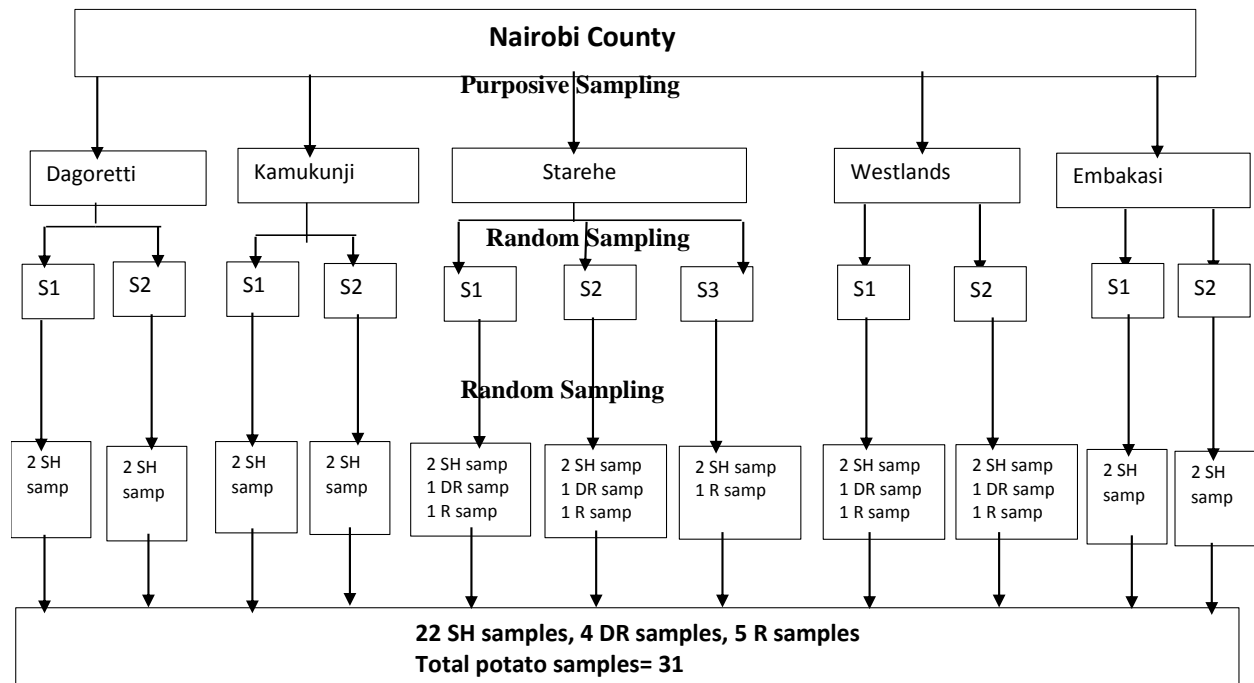 Nairobi County
Purposive Sampling
Dagoretti
Kamukunji
Starehe
Westlands
Embakasi
Random Sampling
S1
S2
S1
S2
S1
S2
S3
S1
S2
S1
S2
Random Sampling
2 SH
samp
2 SH
samp
2 SH
samp
2 SH
samp
2 SH samp
1 DR samp
1 R samp
2 SH samp
1 DR samp
1 R samp
2 SH samp
1 R samp
2 SH samp
1 DR samp
1 R samp
2 SH samp
1 DR samp
1 R samp
2 SH
samp
2 SH
samp
22 SH samples, 4 DR samples, 5 R samples
Total potato samples= 31